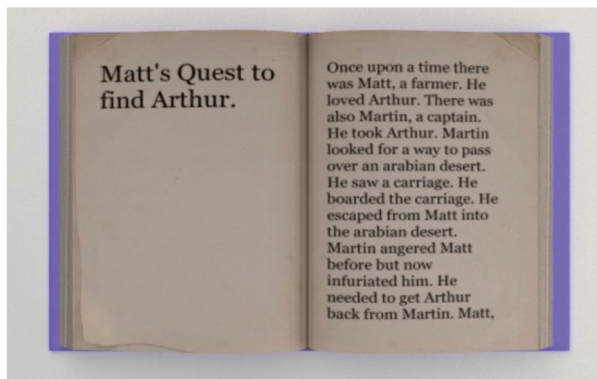 Matt's Quest to
find Arthur.
Once upon a time there
was Matt, a farmer. He
loved Arthur. There was
also Martin, a captain.
He took Arthur. Martin
looked for a way to pass
over an arabian desert.
He saw a carriage. He
boarded the carriage. He
escaped from Matt into
the arabian desert.
Martin angered Matt
before but now
infuriated him. He
needed to get Arthur
back from Martin. Matt,